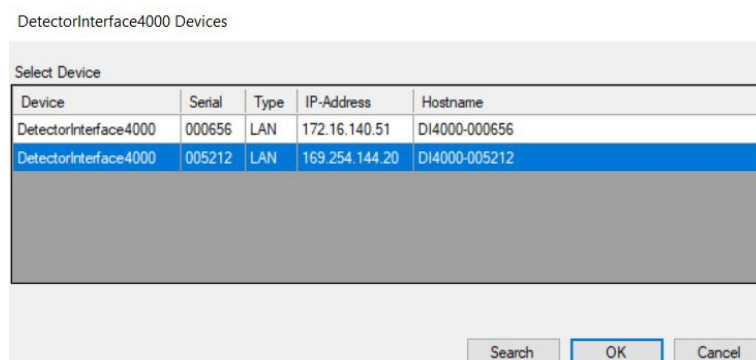 DetectorInterface4000 Devices
Select Device
Device Serial Type IP-Address Hostname
DetectorInterface4000 000656 LAN 172.16.140.51 DI4000-000656
DetectorInterface4000 005212 LAN 169.254.144.20 DI4000-005212
Search OK Cancel